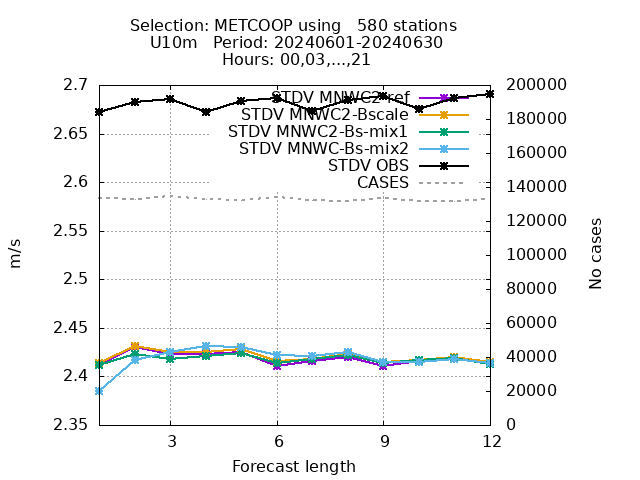 Selection: METCOOP using   580 stations
U10m   Period: 20240601-20240630
Hours: 00,03,...,21
STDV MNWC2-ref
STDV MNWC2-Bscale
STDV MNWC2-Bs-mix1
STDV MNWC-Bs-mix2
STDV OBS
CASES
2.7
2.65
2.6
2.55
2.5
2.45
2.4
2.35
m/s
200000
180000
160000
140000
120000
100000
80000
60000
40000
20000
0
No cases
3
6
9
12
Forecast length